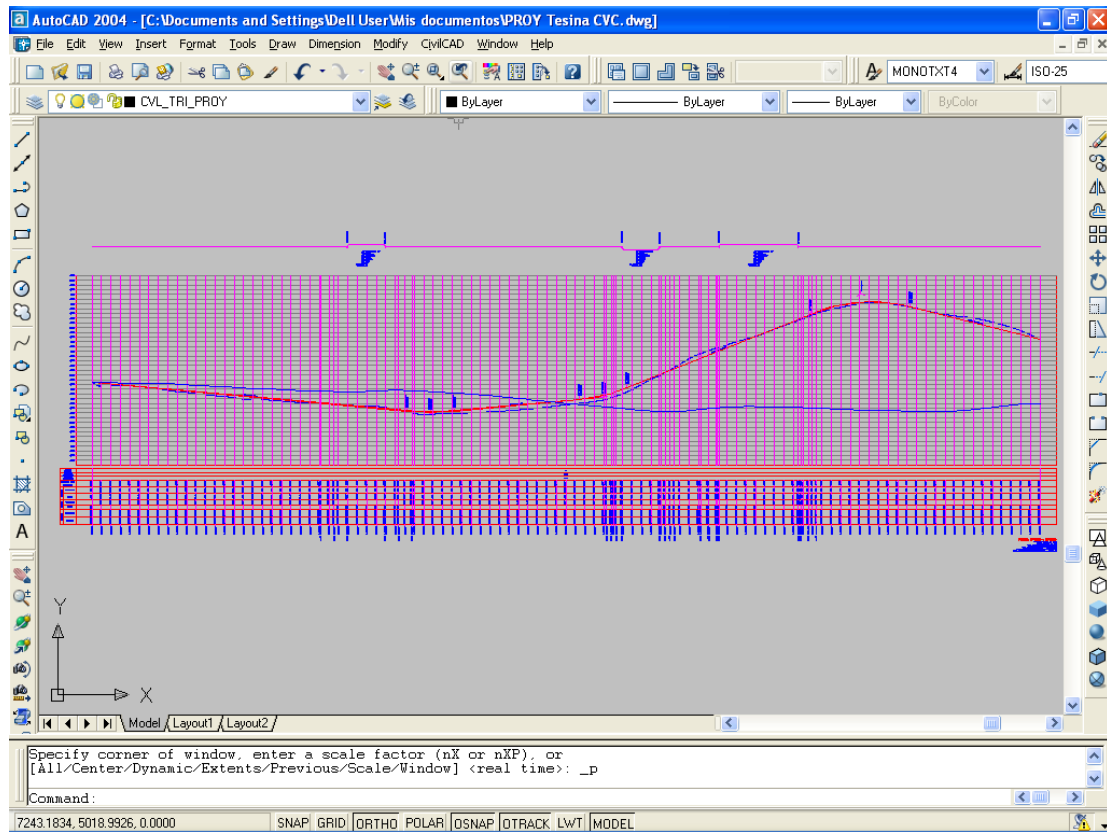 AutoCAD 2004 - [C:\Documents and Settings\Dell User\Mis documentos\PROY Tesina CVC.dwg]
File Edit View Insert Format Tools Draw Dimension Modify CivilCAD Window Help
MONOTXT4 ISO-25
CVL_TRI_PROY ByLayer ByLayer ByLayer ByColor
A
Y
X
Model Layout1 Layout2
Specify corner of window, enter a scale factor (nX or nXP), or
[All/Center/Dynamic/Extents/Previous/Scale/Window] <real time>: _p
Command:
7243.1834, 5018.9926, 0.0000 SNAP GRID ORTHO POLAR OSNAP OTRACK LWT MODEL